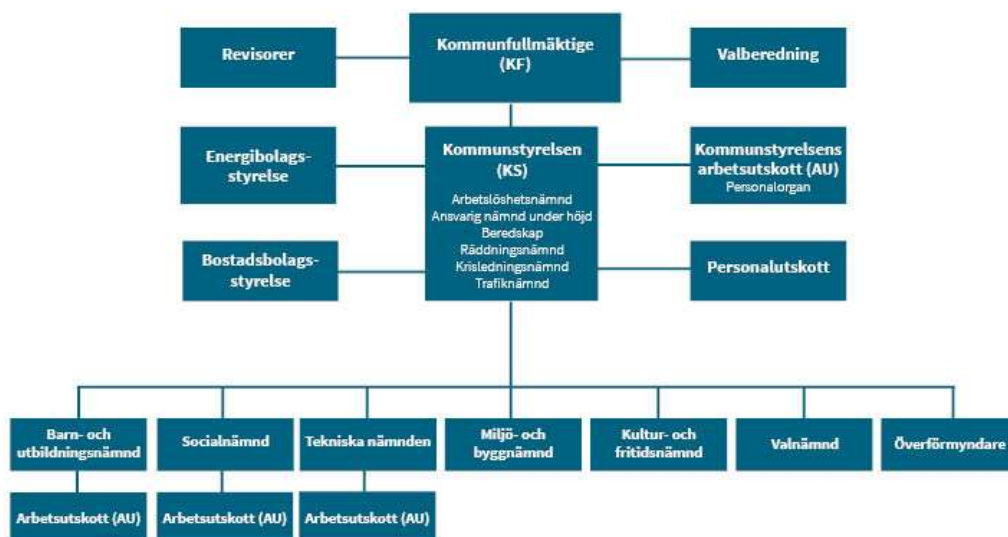 Revisorer
Kommunfullmäktige
(KF)
Valberedning
Energibolags-
styrelse
Kommunstyrelsen
(KS)
Arbetslöshetsnämnd
Ansvarig nämnd under höjd
Beredskap
Räddningsnämnd
Krisledningsnämnd
Trafiknämnd
Kommunstyrelsens
arbetsutskott (AU)
Personalorgan
Bostadsbolags-
styrelse
Personalutskott
Barn- och
utbildningsnämnd
Socialnämnd
Tekniska nämnden
Miljö- och
byggnämnd
Kultur- och
fritidsnämnd
Valnämnd
Överförmyndare
Arbetsutskott (AU)
Arbetsutskott (AU)
Arbetsutskott (AU)